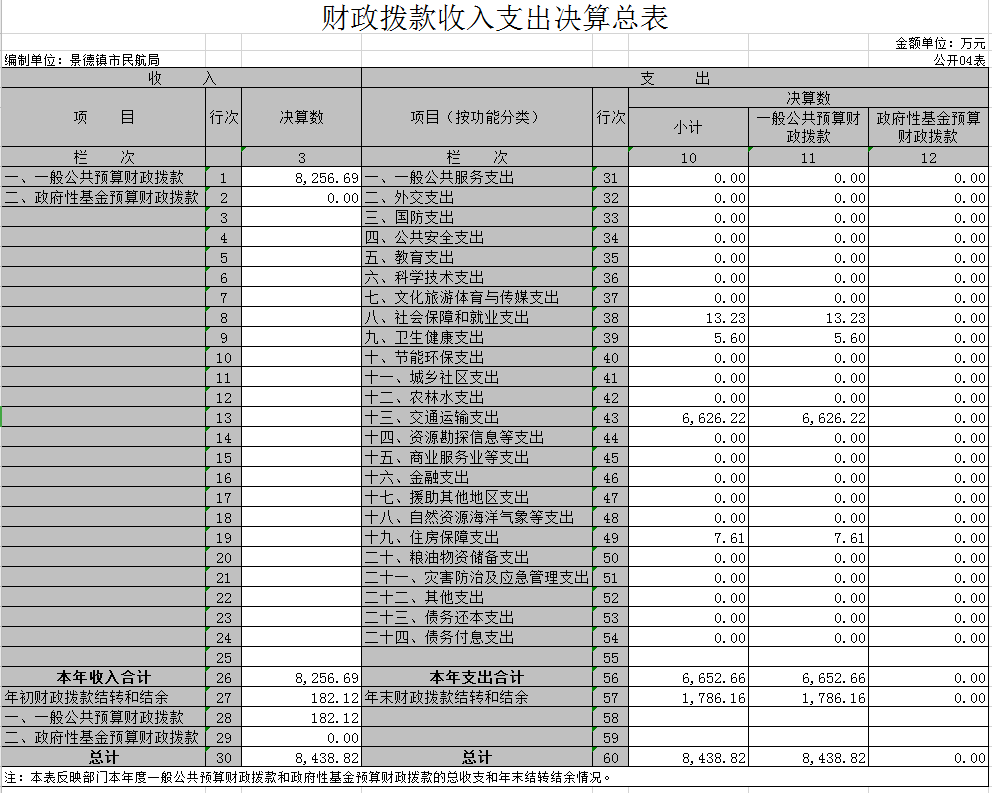 财政拨款收入支出决算总表
金额单位：万元
编制单位：景德镇市民航局 公开04表
收 入 支 出
项 目 行次 决算数 项目（按功能分类） 行次 决算数
小计 一般公共预算财政拨款 政府性基金预算财政拨款
栏 次 3 栏 次 10 11 12
一、一般公共预算财政拨款 1 8,256.69 一、一般公共服务支出 31 0.00 0.00 0.00
二、政府性基金预算财政拨款 2 0.00 二、外交支出 32 0.00 0.00 0.00
3 三、国防支出 33 0.00 0.00 0.00
4 四、公共安全支出 34 0.00 0.00 0.00
5 五、教育支出 35 0.00 0.00 0.00
6 六、科学技术支出 36 0.00 0.00 0.00
7 七、文化旅游体育与传媒支出 37 0.00 0.00 0.00
8 八、社会保障和就业支出 38 13.23 13.23 0.00
9 九、卫生健康支出 39 5.60 5.60 0.00
10 十、节能环保支出 40 0.00 0.00 0.00
11 十一、城乡社区支出 41 0.00 0.00 0.00
12 十二、农林水支出 42 0.00 0.00 0.00
13 十三、交通运输支出 43 6,626.22 6,626.22 0.00
14 十四、资源勘探信息等支出 44 0.00 0.00 0.00
15 十五、商业服务业等支出 45 0.00 0.00 0.00
16 十六、金融支出 46 0.00 0.00 0.00
17 十七、援助其他地区支出 47 0.00 0.00 0.00
18 十八、自然资源海洋气象等支出 48 0.00 0.00 0.00
19 十九、住房保障支出 49 7.61 7.61 0.00
20 二十、粮油物资储备支出 50 0.00 0.00 0.00
21 二十一、灾害防治及应急管理支出 51 0.00 0.00 0.00
22 二十二、其他支出 52 0.00 0.00 0.00
23 二十三、债务还本支出 53 0.00 0.00 0.00
24 二十四、债务付息支出 54 0.00 0.00 0.00
25 55
本年收入合计 26 8,256.69 本年支出合计 56 6,652.66 6,652.66 0.00
年初财政拨款结转和结余 27 182.12 年末财政拨款结转和结余 57 1,786.16 1,786.16 0.00
一、一般公共预算财政拨款 28 182.12 58
二、政府性基金预算财政拨款 29 0.00 59
总计 30 8,438.82 总计 60 8,438.82 8,438.82 0.00
注：本表反映部门本年度一般公共预算财政拨款和政府性基金预算财政拨款的总收支和年末结转结余情况。